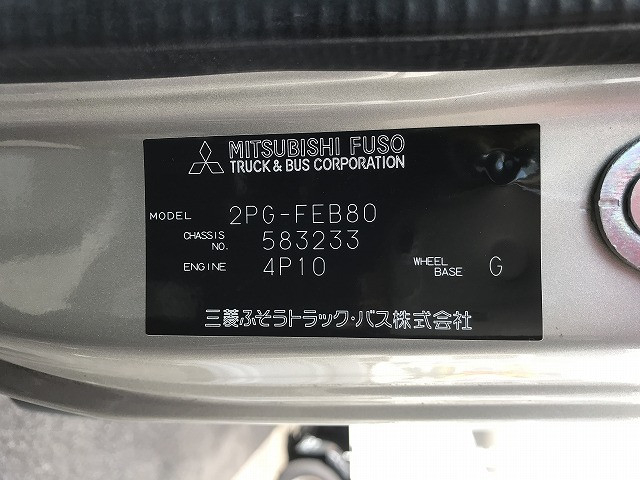 MITSUBISHI FUSO
TRUCK & BUS CORPORATION
MODEL 2PG-FEB80
CHASSIS NO. 583233
ENGINE 4P10 WHEEL BASE G
三菱ふそうトラック・バス株式会社